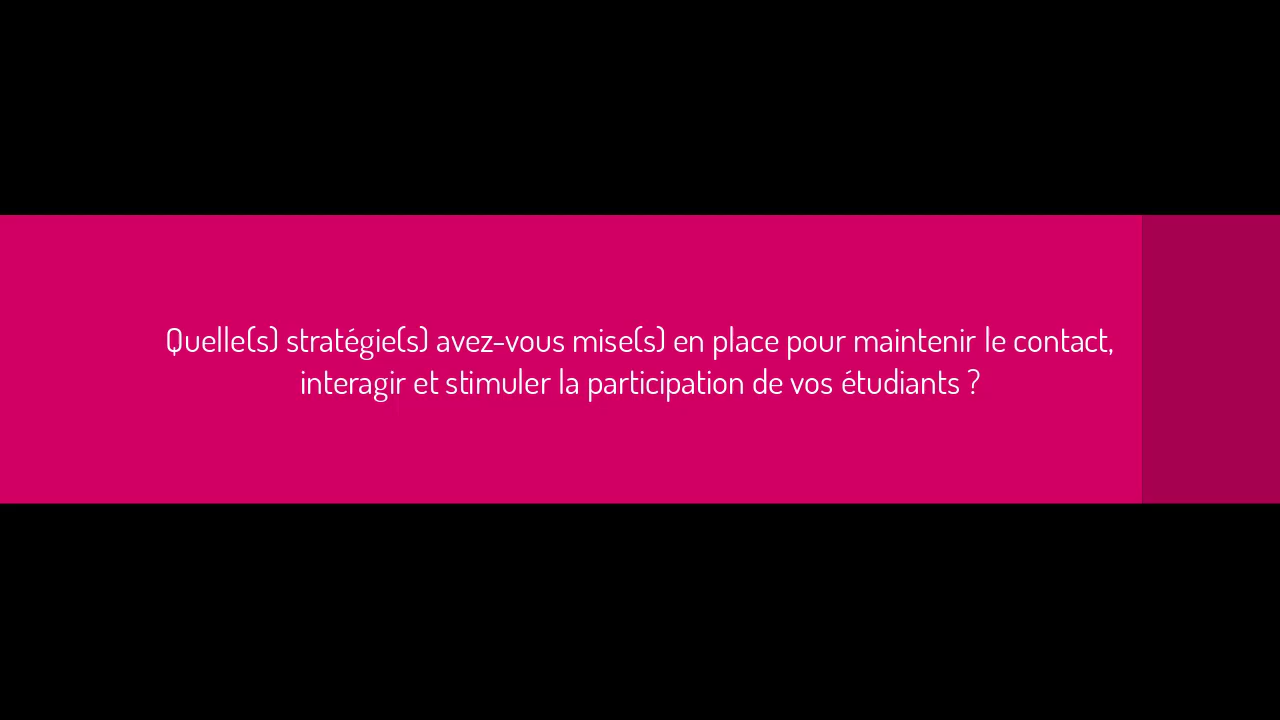 Quelle(s) stratégie(s) avez-vous mise(s) en place pour maintenir le contact,
interagir et stimuler la participation de vos étudiants ?